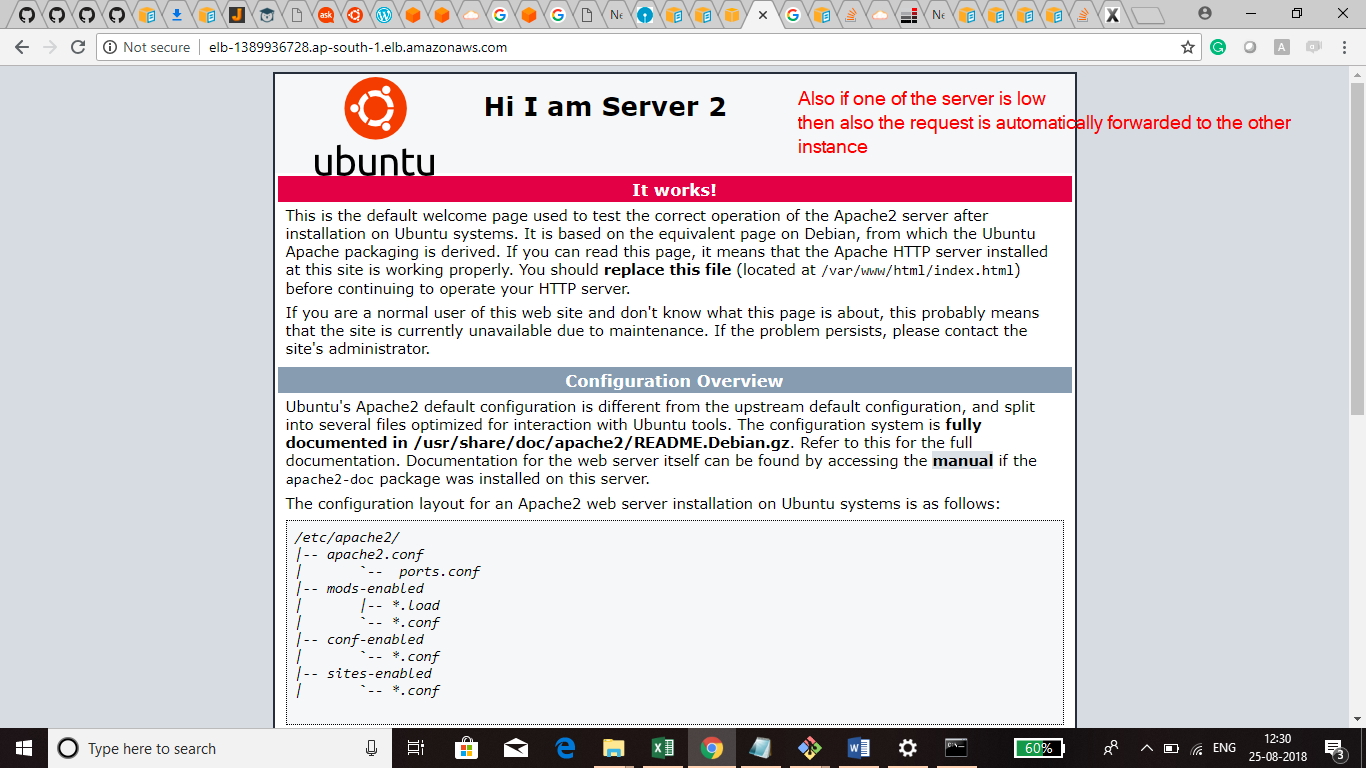 ask
Ne
Ne
Not secure
elb-1389936728.ap-south-1.elb.amazonaws.com
ubuntu
Hi I am Server 2
Also if one of the server is low
then also the request is automatically forwarded to the other
instance
It works!
This is the default welcome page used to test the correct operation of the Apache2 server after
installation on Ubuntu systems. It is based on the equivalent page on Debian, from which the Ubuntu
Apache packaging is derived. If you can read this page, it means that the Apache HTTP server installed
at this site is working properly. You should replace this file (located at /var/www/html/index.html)
before continuing to operate your HTTP server.
If you are a normal user of this web site and don't know what this page is about, this probably means
that the site is currently unavailable due to maintenance. If the problem persists, please contact the
site's administrator.
Configuration Overview
Ubuntu's Apache2 default configuration is different from the upstream default configuration, and split
into several files optimized for interaction with Ubuntu tools. The configuration system is fully
documented in /usr/share/doc/apache2/README.Debian.gz. Refer to this for the full
documentation. Documentation for the web server itself can be found by accessing the manual if the
apache2-doc package was installed on this server.
The configuration layout for an Apache2 web server installation on Ubuntu systems is as follows:
/etc/apache2/
|-- apache2.conf
|       `--  ports.conf
|-- mods-enabled
|       |-- *.load
|       `-- *.conf
|-- conf-enabled
|       `-- *.conf
|-- sites-enabled
|       `-- *.conf
Type here to search
60%
ENG
12:30
25-08-2018
3